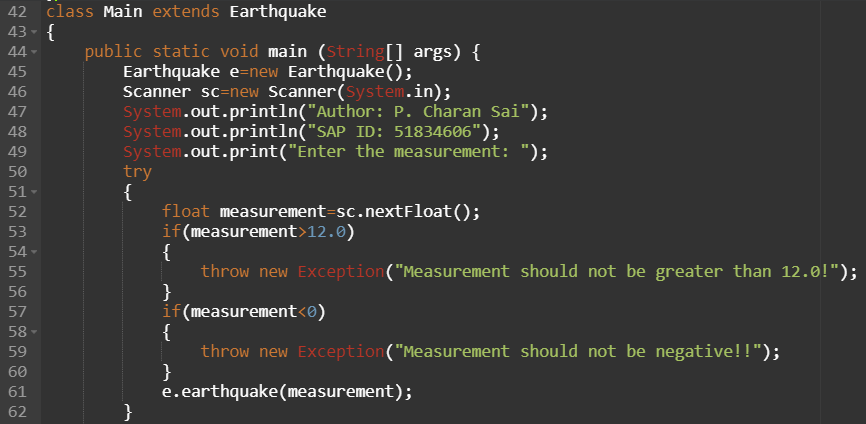 42 class Main extends Earthquake
43 {
44     public static void main (String[] args) {
45         Earthquake e=new Earthquake();
46         Scanner sc=new Scanner(System.in);
47         System.out.println("Author: P. Charan Sai");
48         System.out.println("SAP ID: 51834606");
49         System.out.print("Enter the measurement: ");
50         try
51         {
52             float measurement=sc.nextFloat();
53             if(measurement>12.0)
54             {
55                 throw new Exception("Measurement should not be greater than 12.0!");
56             }
57             if(measurement<0)
58             {
59                 throw new Exception("Measurement should not be negative!!");
60             }
61             e.earthquake(measurement);
62         }